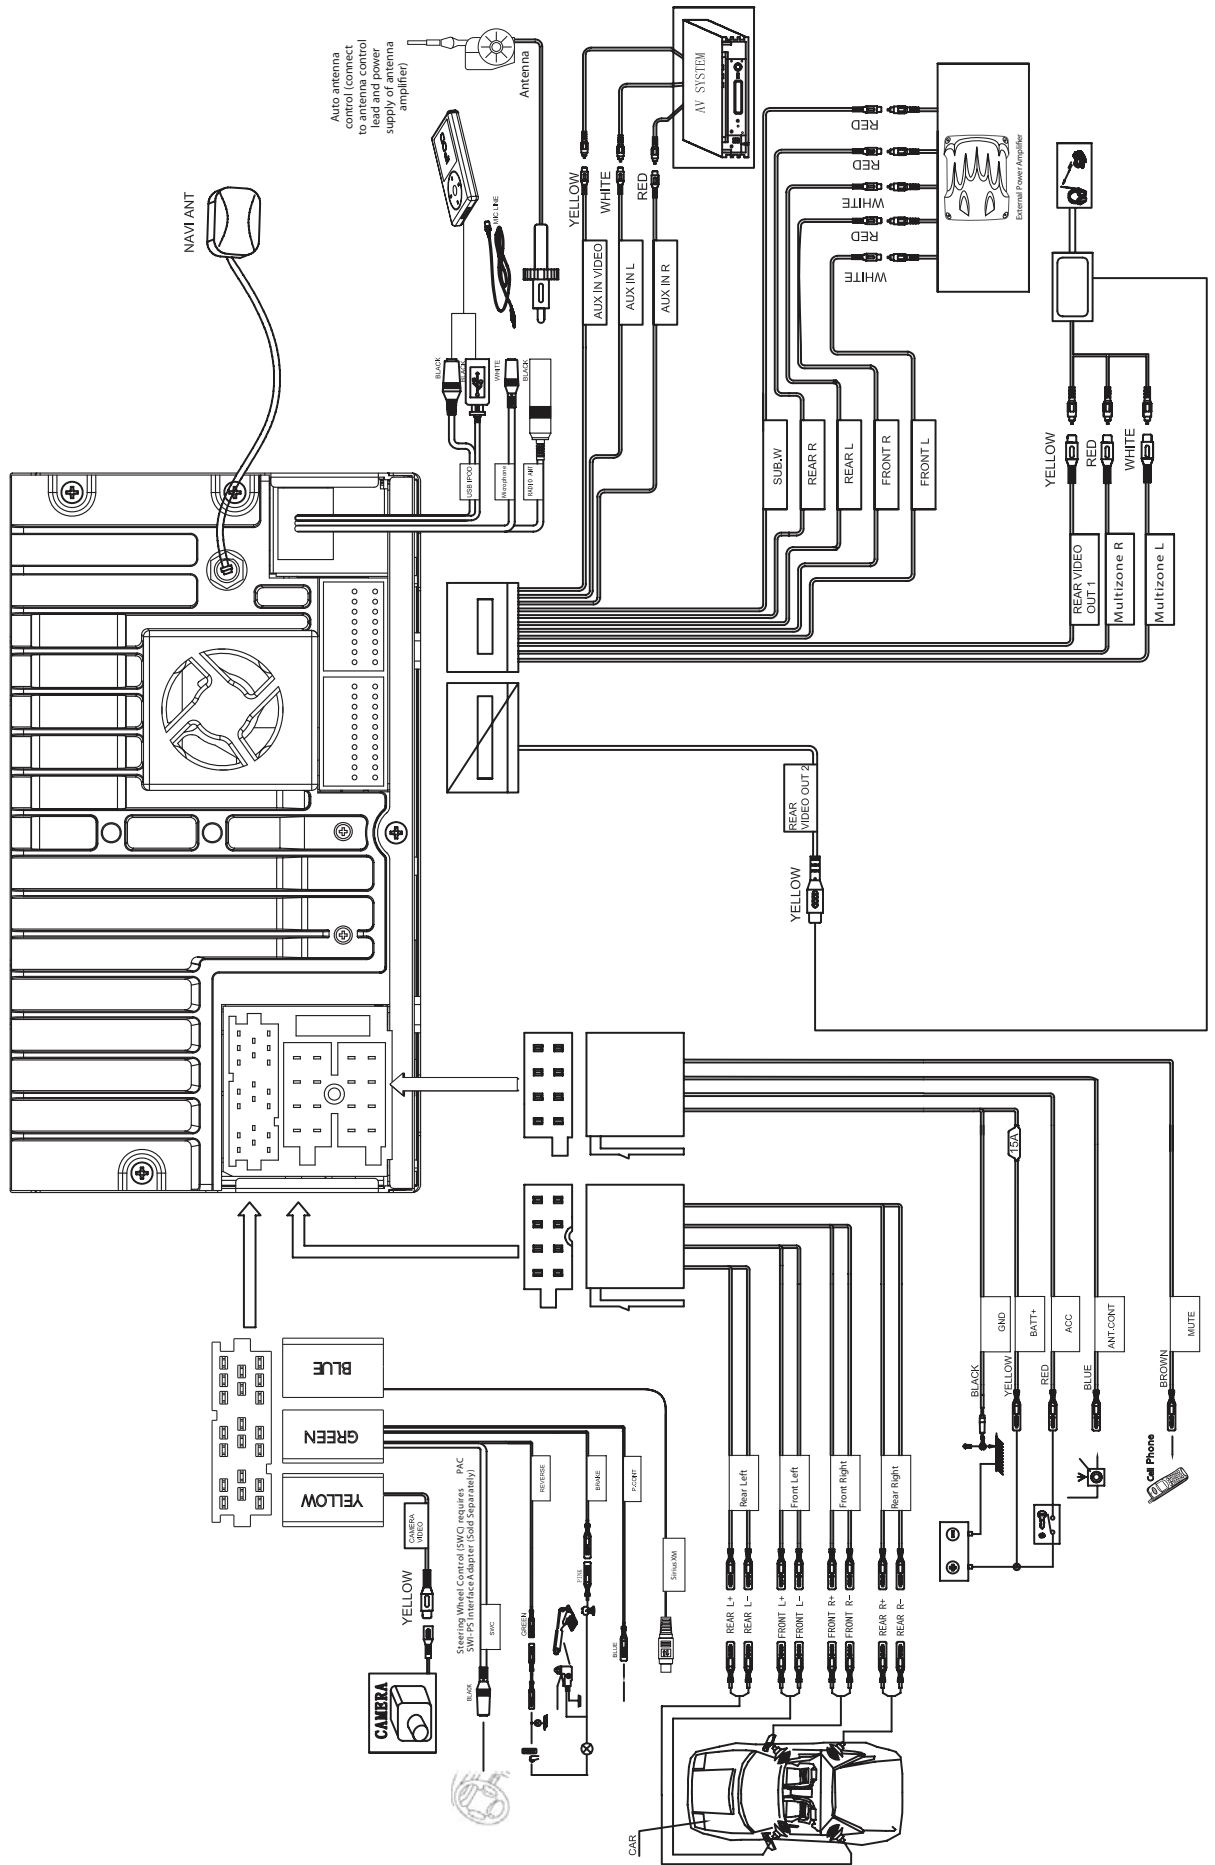 NAVI ANT
Auto antenna
control (connect
to antenna control
lead and power
supply of antenna
amplifier)
Antenna
MIC LINE
BLACK
BLACK
WHITE
BLACK
USB IPOD
Microphone
RADIO ANT
YELLOW
WHITE
RED
AUX IN VIDEO
AUX IN L
AUX IN R
AV SYSTEM
RED
RED
WHITE
RED
WHITE
External Power Amplifier
SUB.W
REAR R
REAR L
FRONT R
FRONT L
YELLOW
RED
WHITE
REAR VIDEO
OUT 1
Multizone R
Multizone L
REAR
VIDEO OUT 2
YELLOW
BLUE
GREEN
YELLOW
CAMERA
VIDEO
YELLOW
CAMERA
Steering Wheel Control (SWC) requires PAC
SWI-PS Interface Adapter (Sold Separately)
SWC
BLACK
REVERSE
GREEN
BRAKE
PINK
P.CONT
BLUE
SiriusXM
Rear Left
Front Left
Front Right
Rear Right
REAR L+
REAR L-
FRONT L+
FRONT L-
FRONT R+
FRONT R-
REAR R+
REAR R-
CAR
15A
GND
BATT+
ACC
ANT.CONT
MUTE
BLACK
YELLOW
RED
BLUE
BROWN
Cell Phone